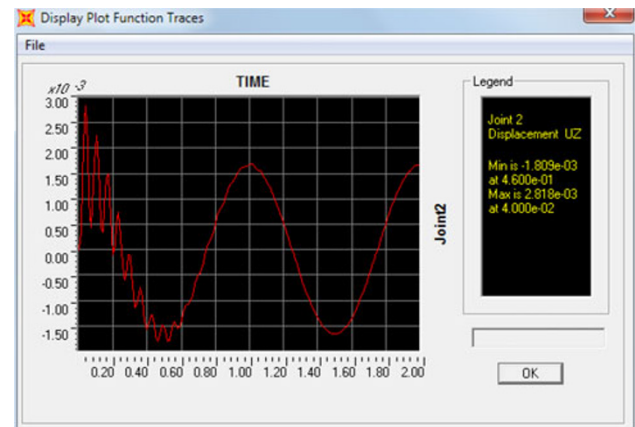 Display Plot Function Traces
File
TIME
x10 -3
3.00
2.50
2.00
1.50
1.00
0.50
0.00
-0.50
-1.00
-1.50
0.20 0.40 0.60 0.80 1.00 1.20 1.40 1.60 1.80 2.00
Joint2
Legend
Joint 2
Displacement UZ
Min is -1.809e-03
at 4.600e-01
Max is 2.818e-03
at 4.000e-02
OK